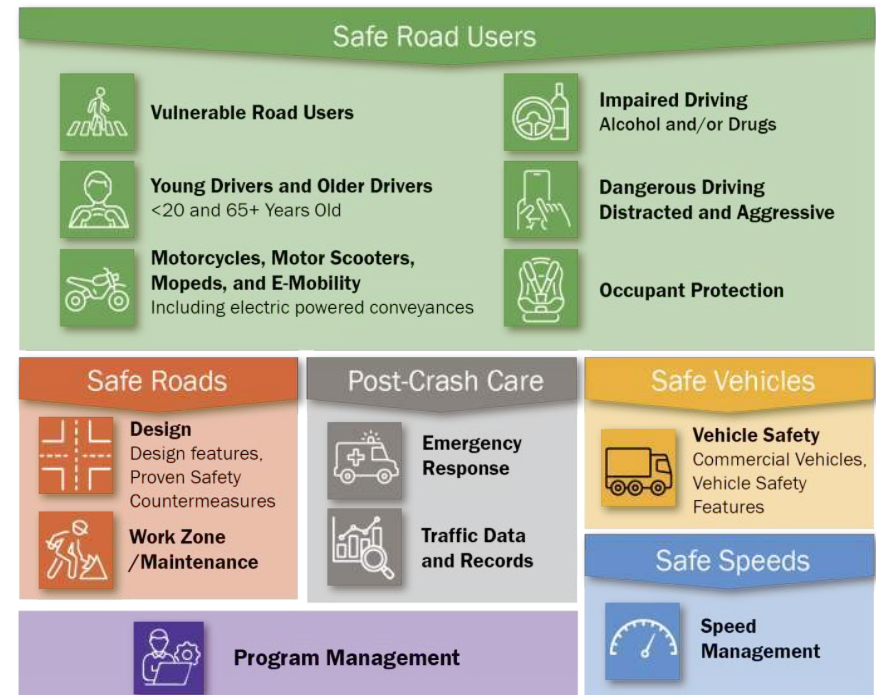 Safe Road Users
Vulnerable Road Users
Young Drivers and Older Drivers
<20 and 65+ Years Old
Motorcycles, Motor Scooters,
Mopeds, and E-Mobility
Including electric powered conveyances
Impaired Driving
Alcohol and/or Drugs
Dangerous Driving
Distracted and Aggressive
Occupant Protection
Safe Roads
Design
Design features,
Proven Safety
Countermeasures
Work Zone
/Maintenance
Post-Crash Care
Emergency
Response
Traffic Data
and Records
Safe Vehicles
Vehicle Safety
Commercial Vehicles,
Vehicle Safety
Features
Safe Speeds
Speed
Management
Program Management